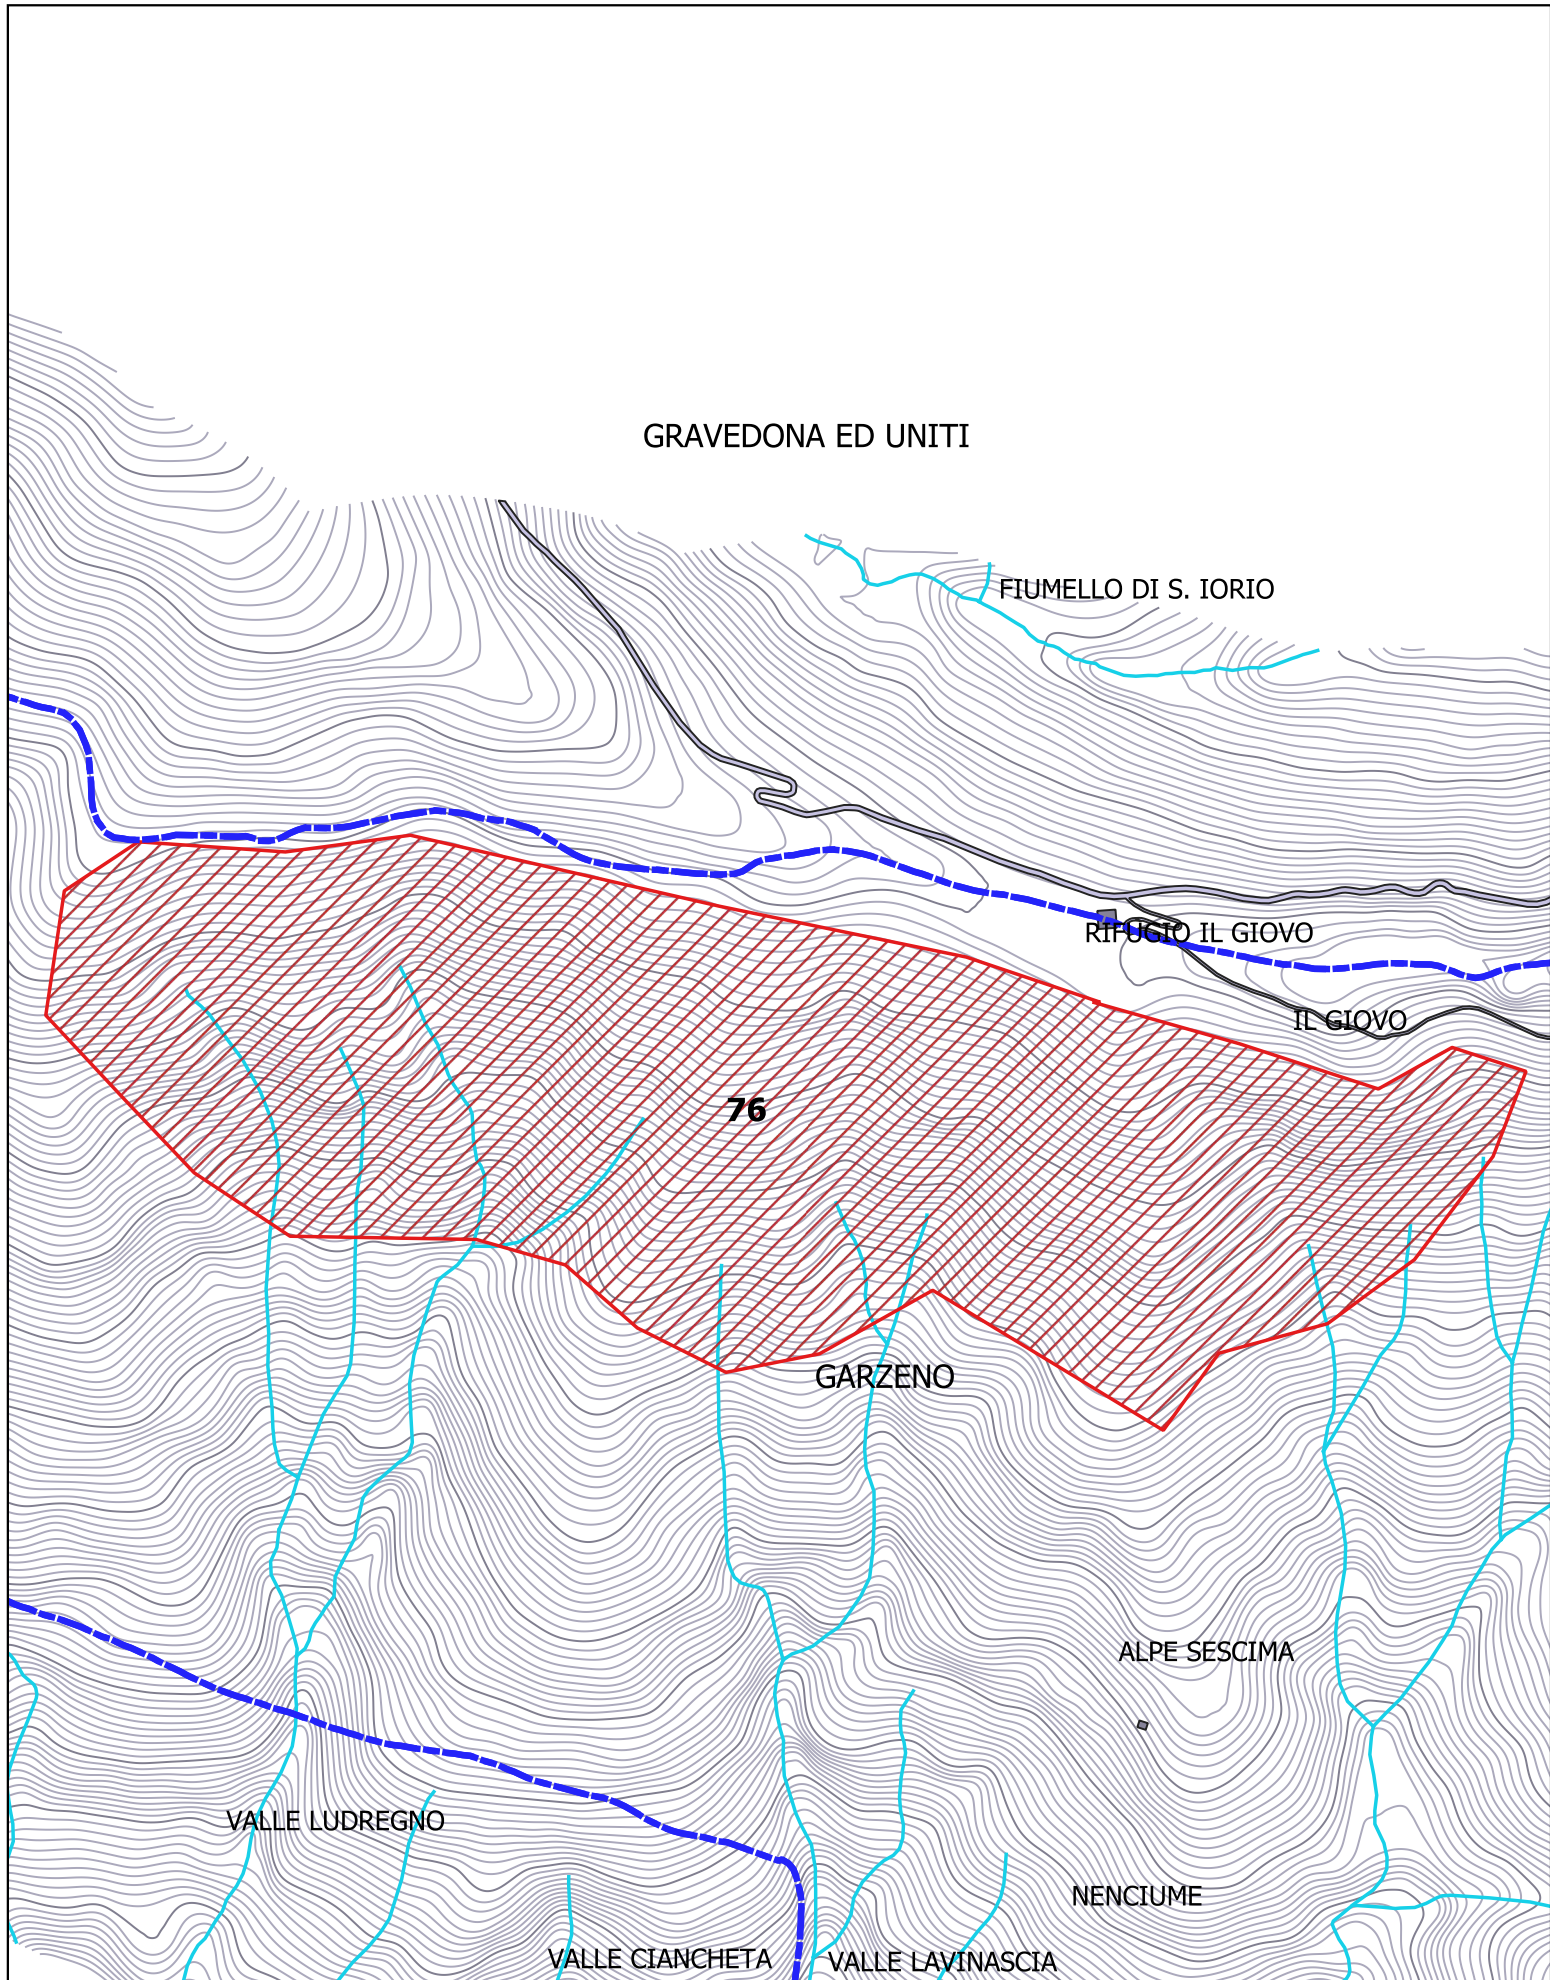 GRAVEDONA ED UNITI
FIUMELLO DI S. IORIO
RIFUGIO IL GIOVO
IL GIOVO
76
GARZENO
ALPE SESCIMA
VALLE LUDREGNO
NENCIUME
VALLE CIANCHETA
VALLE LAVINASCIA